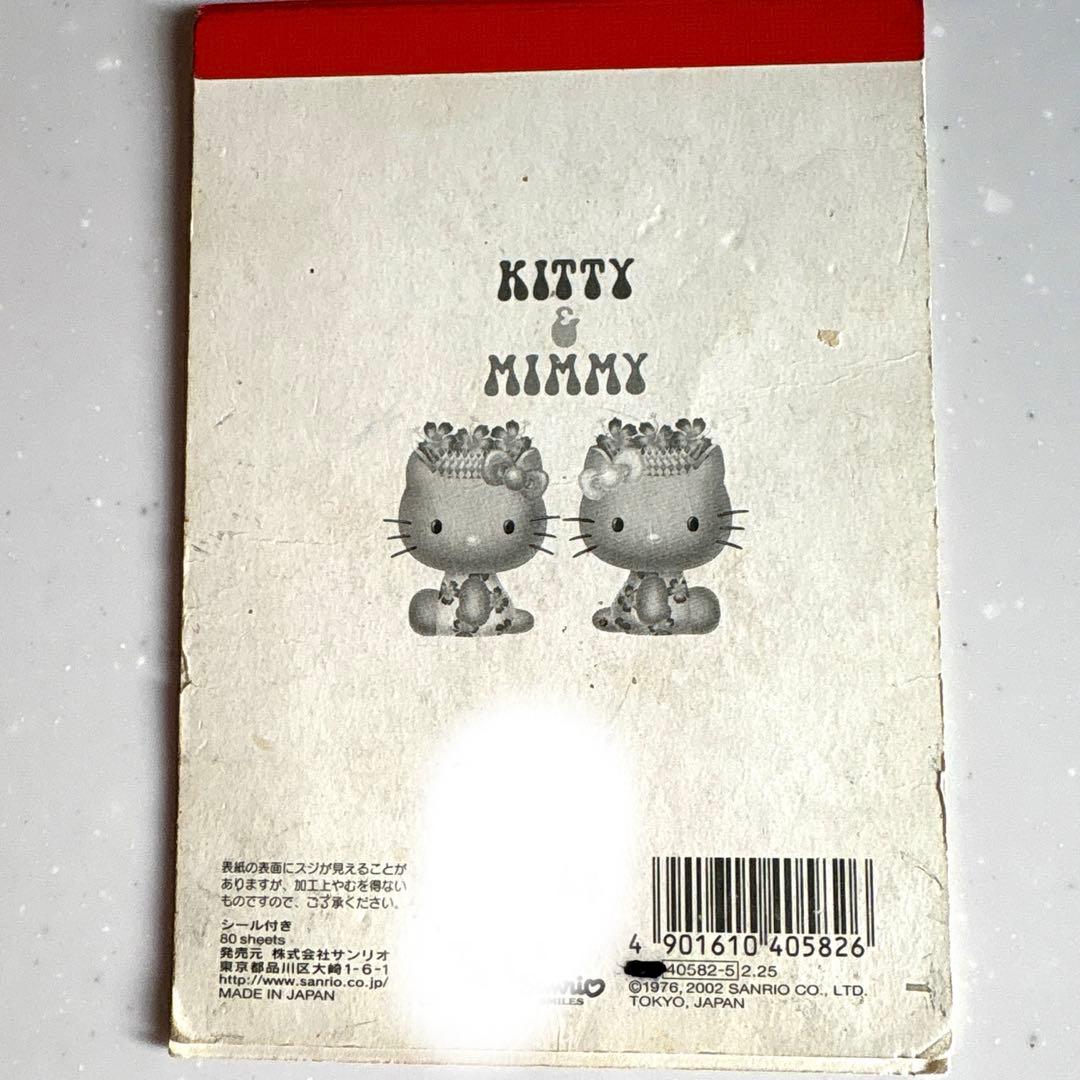 KITTY
&
MIMMY
表紙の表面にスジが見えることが
ありますが、加工上やむを得ない
ものですので、ご了承ください。
シール付き
80 sheets
発売元 株式会社サンリオ
東京都品川区大崎1-6-1
http://www.sanrio.co.jp/
MADE IN JAPAN
4 901610 405826
40582-5 2.25
©1976, 2002 SANRIO CO., LTD.
TOKYO, JAPAN